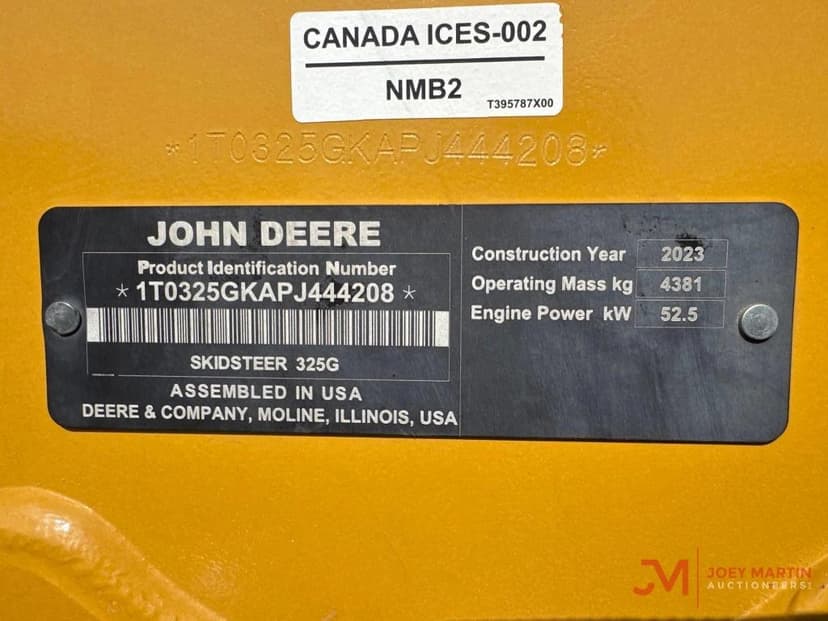 CANADA ICES-002
NMB2
T395787X00
*1T0325GKAPJ444208*
JOHN DEERE
Product Identification Number
*1T0325GKAPJ444208*
SKIDSTEER 325G
ASSEMBLED IN USA
DEERE & COMPANY, MOLINE, ILLINOIS, USA
Construction Year 2023
Operating Mass kg 4381
Engine Power kW 52.5
JM
JOEY MARTIN
AUCTIONEERS